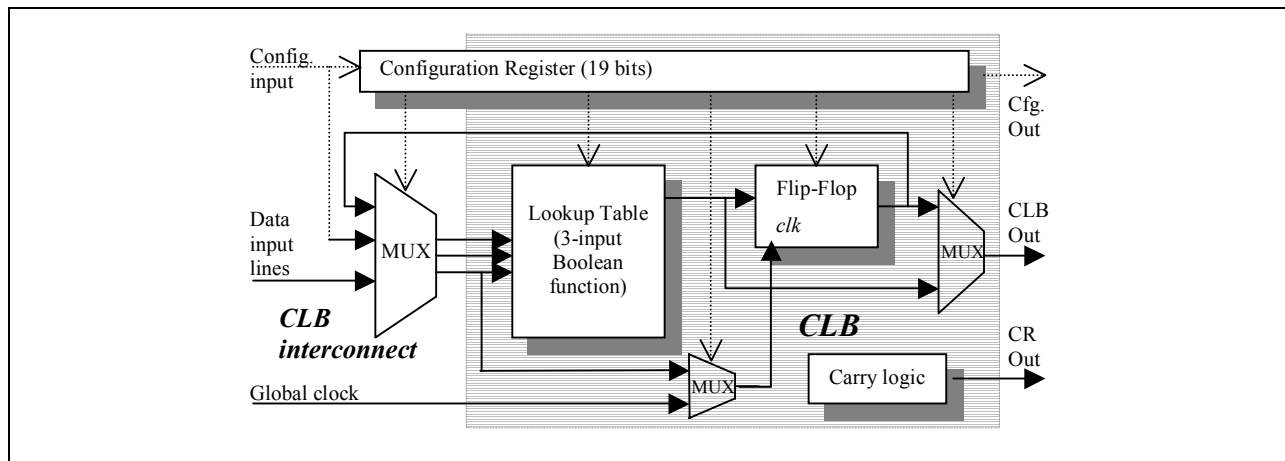 Config.
input
Configuration Register (19 bits)
Cfg.
Out
Data
input
lines
MUX
Lookup Table
(3-input
Boolean
function)
Flip-Flop
clk
MUX
CLB
Out
CLB
interconnect
CLB
MUX
Global clock
Carry logic
CR
Out